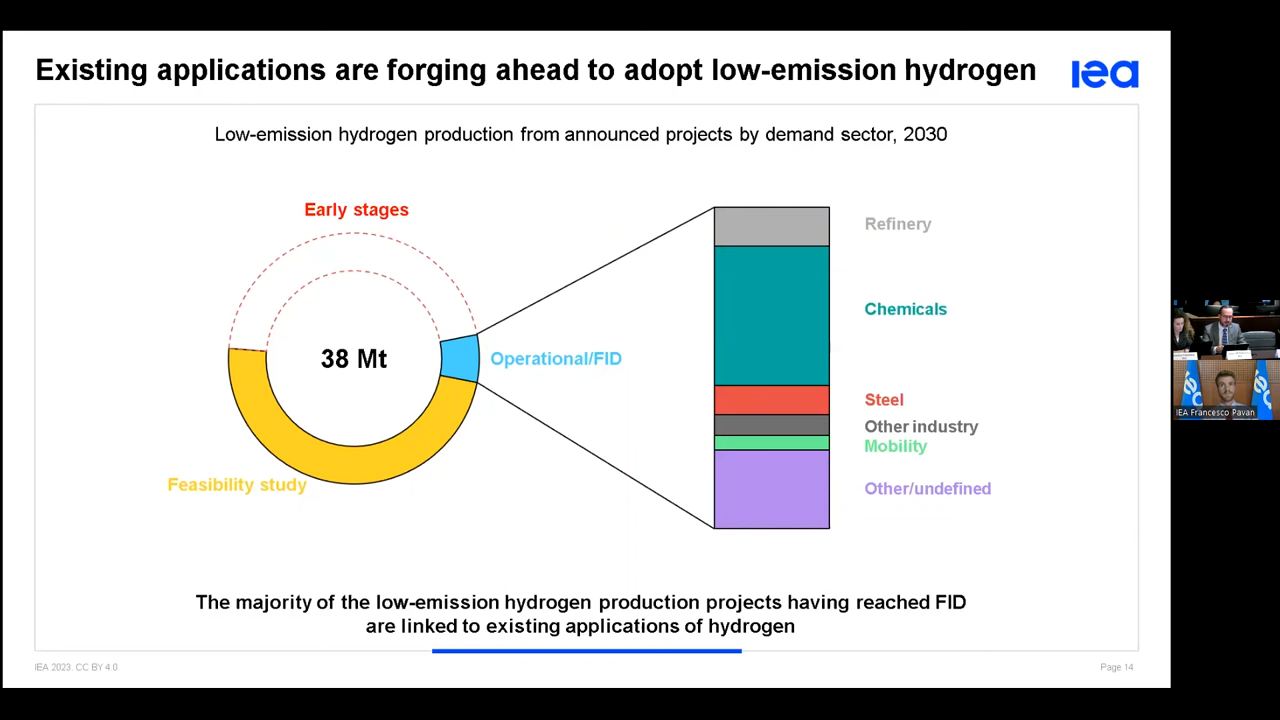 Existing applications are forging ahead to adopt low-emission hydrogen
iea
Low-emission hydrogen production from announced projects by demand sector, 2030
Early stages
38 Mt
Operational/FID
Feasibility study
Refinery
Chemicals
Steel
Other industry
Mobility
Other/undefined
The majority of the low-emission hydrogen production projects having reached FID
are linked to existing applications of hydrogen
IEA 2023. CC BY 4.0.
Page 14
IEA Francesco Pavan